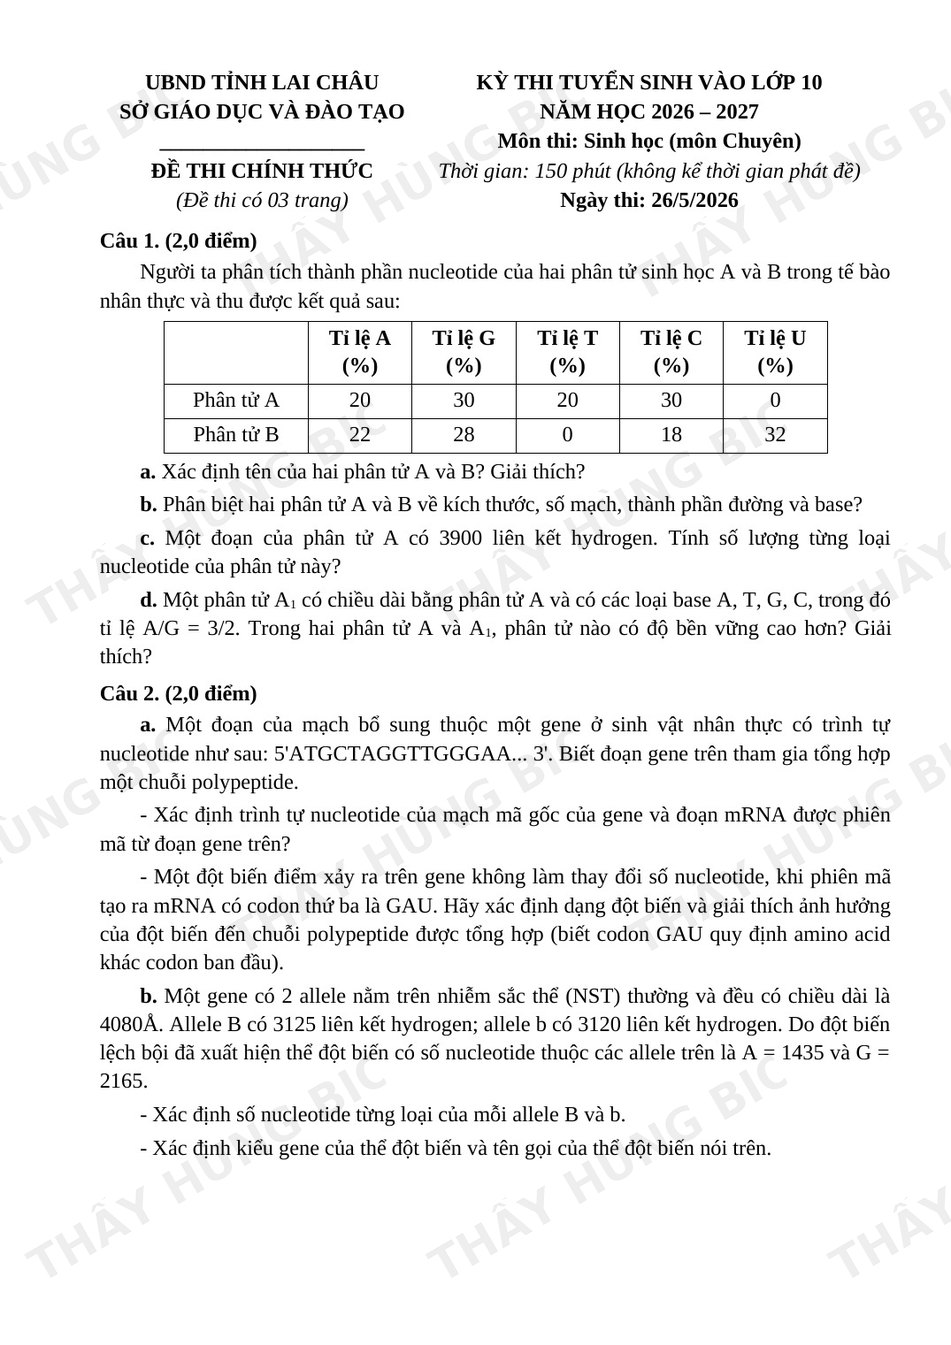 UBND TỈNH LAI CHÂU
SỞ GIÁO DỤC VÀ ĐÀO TẠO
ĐỀ THI CHÍNH THỨC
(Đề thi có 03 trang)
KỲ THI TUYỂN SINH VÀO LỚP 10
NĂM HỌC 2026 – 2027
Môn thi: Sinh học (môn Chuyên)
Thời gian: 150 phút (không kể thời gian phát đề)
Ngày thi: 26/5/2026
Câu 1. (2,0 điểm)
Người ta phân tích thành phần nucleotide của hai phân tử sinh học A và B trong tế bào
nhân thực và thu được kết quả sau:
Tỉ lệ A (%) Tỉ lệ G (%) Tỉ lệ T (%) Tỉ lệ C (%) Tỉ lệ U (%)
Phân tử A 20 30 20 30 0
Phân tử B 22 28 0 18 32
a. Xác định tên của hai phân tử A và B? Giải thích?
b. Phân biệt hai phân tử A và B về kích thước, số mạch, thành phần đường và base?
c. Một đoạn của phân tử A có 3900 liên kết hydrogen. Tính số lượng từng loại
nucleotide của phân tử này?
d. Một phân tử A₁ có chiều dài bằng phân tử A và có các loại base A, T, G, C, trong đó
tỉ lệ A/G = 3/2. Trong hai phân tử A và A₁, phân tử nào có độ bền vững cao hơn? Giải
thích?
Câu 2. (2,0 điểm)
a. Một đoạn của mạch bổ sung thuộc một gene ở sinh vật nhân thực có trình tự
nucleotide như sau: 5'ATGCTAGGTTGGGAA... 3'. Biết đoạn gene trên tham gia tổng hợp
một chuỗi polypeptide.
- Xác định trình tự nucleotide của mạch mã gốc của gene và đoạn mRNA được phiên
mã từ đoạn gene trên?
- Một đột biến điểm xảy ra trên gene không làm thay đổi số nucleotide, khi phiên mã
tạo ra mRNA có codon thứ ba là GAU. Hãy xác định dạng đột biến và giải thích ảnh hưởng
của đột biến đến chuỗi polypeptide được tổng hợp (biết codon GAU quy định amino acid
khác codon ban đầu).
b. Một gene có 2 allele nằm trên nhiễm sắc thể (NST) thường và đều có chiều dài là
4080Å. Allele B có 3125 liên kết hydrogen; allele b có 3120 liên kết hydrogen. Do đột biến
lệch bội đã xuất hiện thể đột biến có số nucleotide thuộc các allele trên là A = 1435 và G =
2165.
- Xác định số nucleotide từng loại của mỗi allele B và b.
- Xác định kiểu gene của thể đột biến và tên gọi của thể đột biến nói trên.
THẦY HÙNG BIC